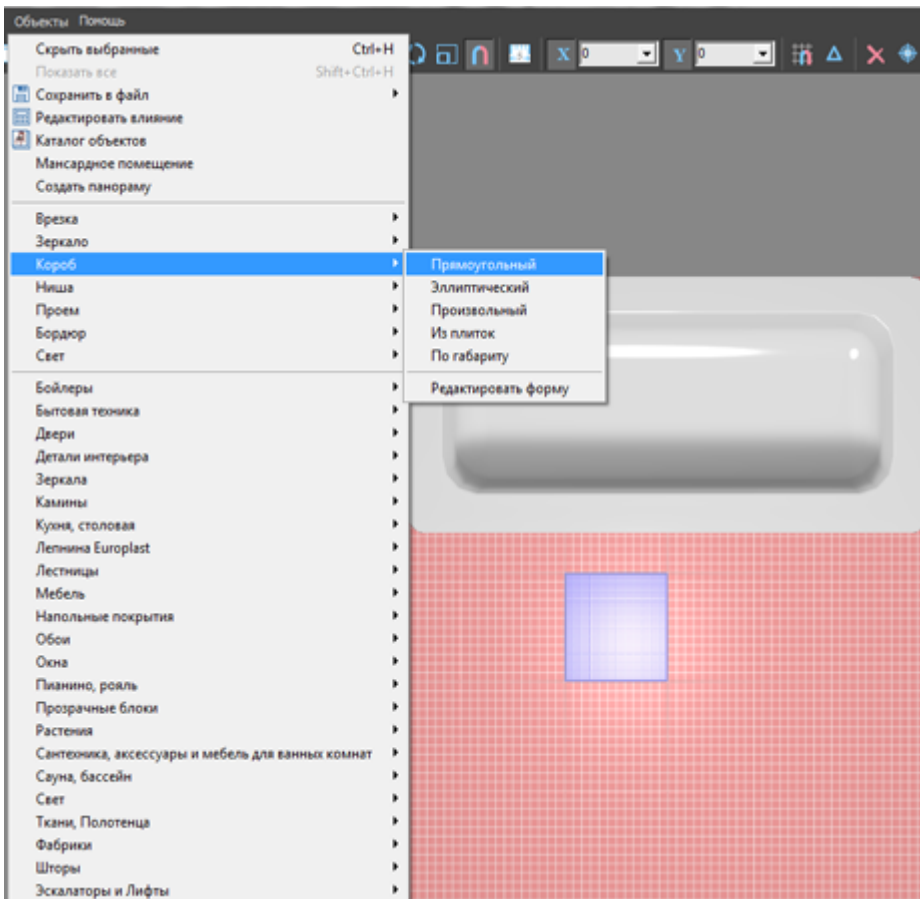 Объекты Помощь
Скрыть выбранные Ctrl+H
Показать все Shift+Ctrl+H
Сохранить в файл
Редактировать влияние
Каталог объектов
Мансардное помещение
Создать панораму
X 0 Y 0
Врезка
Зеркало
Короб
Ниша
Проем
Бордюр
Свет
Прямоугольный
Эллиптический
Произвольный
Из плиток
По габариту
Редактировать форму
Бойлеры
Бытовая техника
Двери
Детали интерьера
Зеркала
Камины
Кухня, столовая
Лепнина Europlast
Лестницы
Мебель
Напольные покрытия
Обои
Окна
Пианино, рояль
Прозрачные блоки
Растения
Сантехника, аксессуары и мебель для ванных комнат
Сауна, бассейн
Свет
Ткани, Полотенца
Фабрики
Шторы
Эскалаторы и Лифты